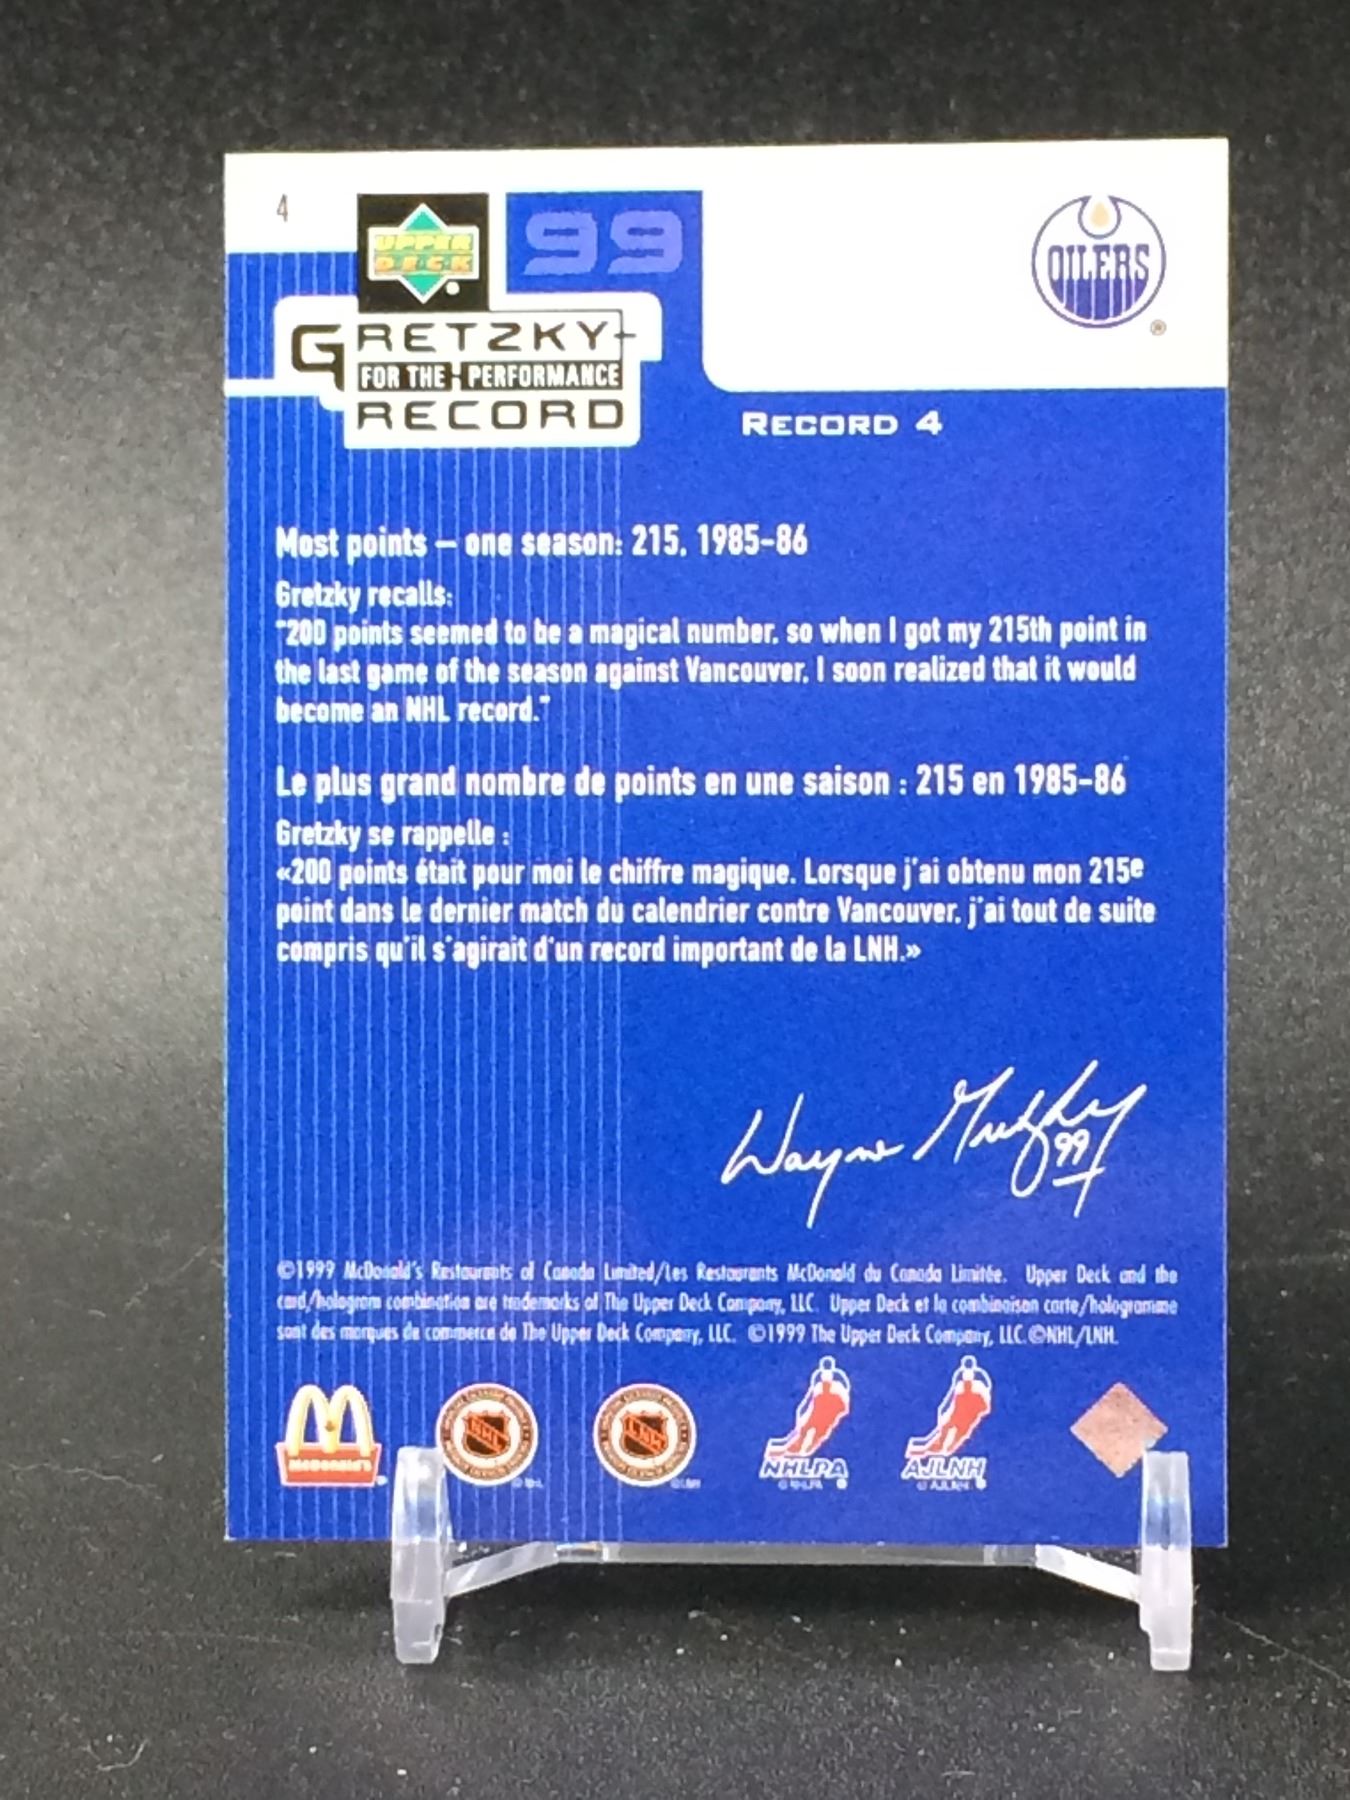 4
UPPER
DECK
99
OILERS
®
GRETZKY
FOR THE PERFORMANCE
RECORD
RECORD 4
Most points – one season: 215, 1985-86
Gretzky recalls:
"200 points seemed to be a magical number, so when I got my 215th point in
the last game of the season against Vancouver, I soon realized that it would
become an NHL record."
Le plus grand nombre de points en une saison : 215 en 1985-86
Gretzky se rappelle :
«200 points était pour moi le chiffre magique. Lorsque j'ai obtenu mon 215e
point dans le dernier match du calendrier contre Vancouver, j'ai tout de suite
compris qu'il s'agirait d'un record important de la LNH.»
Wayne Gretzky
99
©1999 McDonald's Restaurants of Canada Limited/Les Restaurants McDonald du Canada Limitée. Upper Deck and the
card/hologram combination are trademarks of The Upper Deck Company, LLC. Upper Deck et la combinaison carte/hologramme
sont des marques de commerce de The Upper Deck Company, LLC. ©1999 The Upper Deck Company, LLC.©NHL/LNH.
McDonald's
NHL
LNH
NHLPA
AJLNH